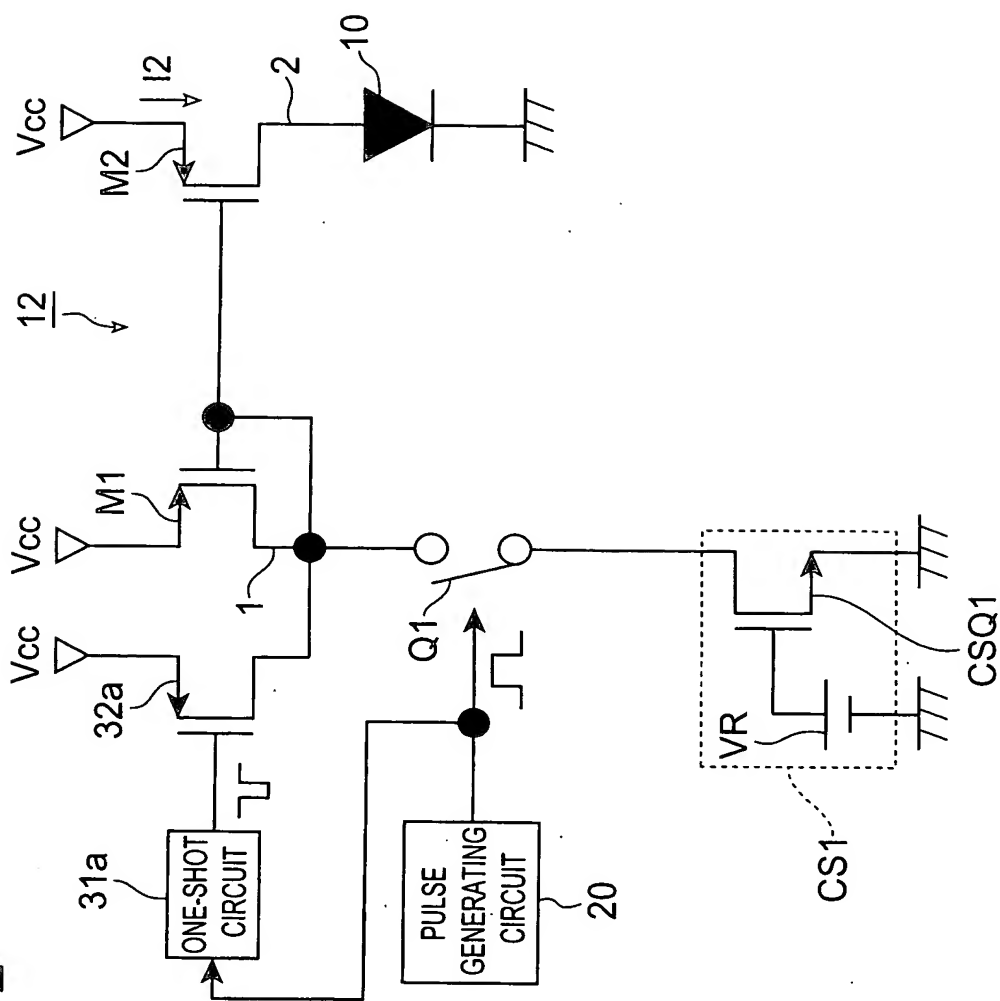 Vcc
Vcc
Vcc
I2
12
M2
M1
32a
10
2
1
31a
ONE-SHOT
CIRCUIT
Q1
PULSE
GENERATING
CIRCUIT
20
VR
CS1
CSQ1